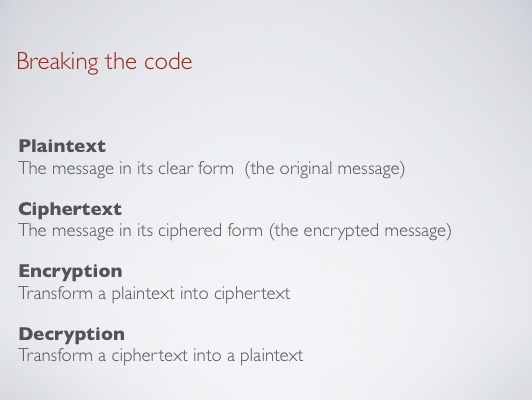 Breaking the code
Plaintext
The message in its clear form  (the original message)
Ciphertext
The message in its ciphered form (the encrypted message)
Encryption
Transform a plaintext into ciphertext
Decryption
Transform a ciphertext into a plaintext